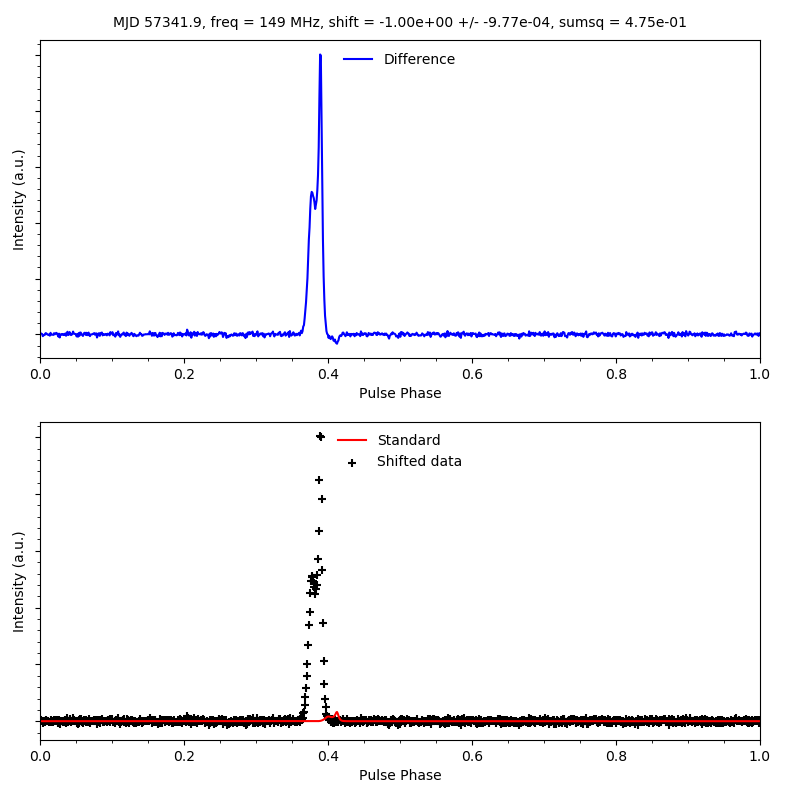 MJD 57341.9, freq = 149 MHz, shift = -1.00e+00 +/- -9.77e-04, sumsq = 4.75e-01
Difference
Intensity (a.u.)
0.0 0.2 0.4 0.6 0.8 1.0
Pulse Phase
Standard
Shifted data
Intensity (a.u.)
0.0 0.2 0.4 0.6 0.8 1.0
Pulse Phase